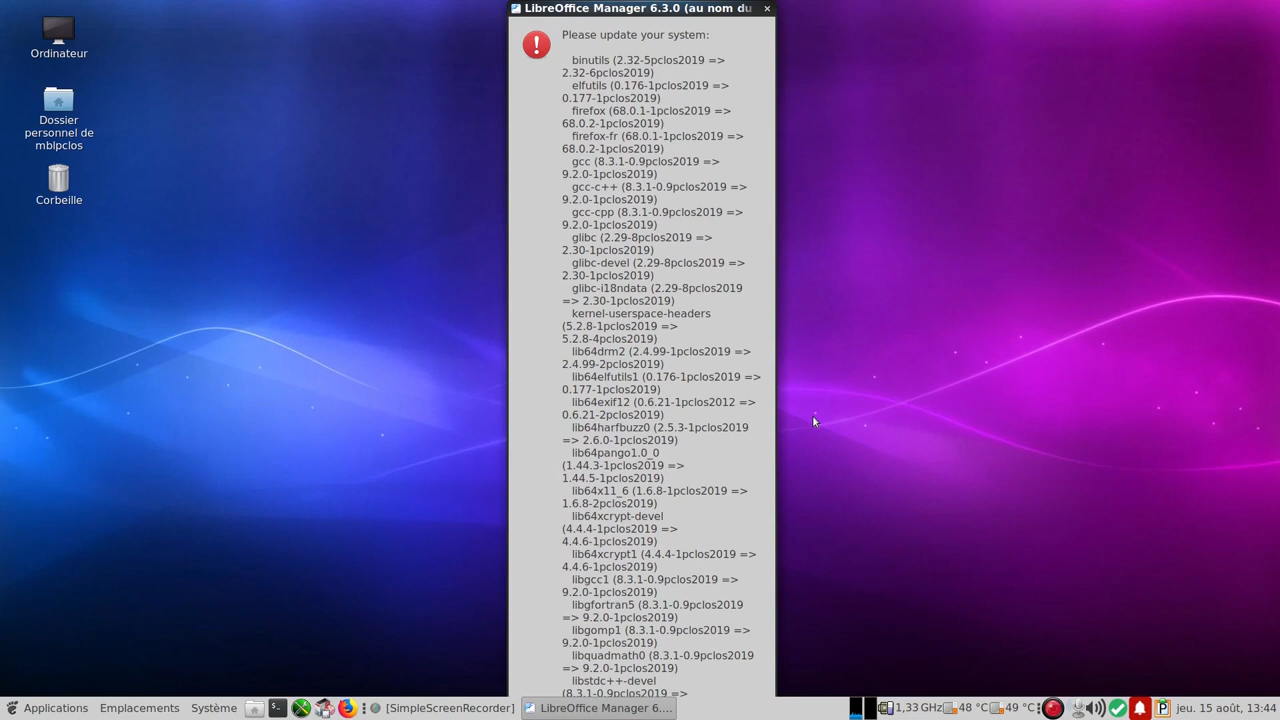 LibreOffice Manager 6.3.0 (au nom du
Ordinateur
Dossier
personnel de
mblpclos
Corbeille
Please update your system:
binutils (2.32-5pclos2019 =>
2.32-6pclos2019)
elfutils (0.176-1pclos2019 =>
0.177-1pclos2019)
firefox (68.0.1-1pclos2019 =>
68.0.2-1pclos2019)
firefox-fr (68.0.1-1pclos2019 =>
68.0.2-1pclos2019)
gcc (8.3.1-0.9pclos2019 =>
9.2.0-1pclos2019)
gcc-c++ (8.3.1-0.9pclos2019 =>
9.2.0-1pclos2019)
gcc-cpp (8.3.1-0.9pclos2019 =>
9.2.0-1pclos2019)
glibc (2.29-8pclos2019 =>
2.30-1pclos2019)
glibc-devel (2.29-8pclos2019 =>
2.30-1pclos2019)
glibc-i18ndata (2.29-8pclos2019
=> 2.30-1pclos2019)
kernel-userspace-headers
(5.2.8-1pclos2019 =>
5.2.8-4pclos2019)
lib64drm2 (2.4.99-1pclos2019 =>
2.4.99-2pclos2019)
lib64elfutils1 (0.176-1pclos2019 =>
0.177-1pclos2019)
lib64exif12 (0.6.21-1pclos2012 =>
0.6.21-2pclos2019)
lib64harfbuzz0 (2.5.3-1pclos2019
=> 2.6.0-1pclos2019)
lib64pango1.0_0
(1.44.3-1pclos2019 =>
1.44.5-1pclos2019)
lib64x11_6 (1.6.8-1pclos2019 =>
1.6.8-2pclos2019)
lib64xcrypt-devel
(4.4.4-1pclos2019 =>
4.4.6-1pclos2019)
lib64xcrypt1 (4.4.4-1pclos2019 =>
4.4.6-1pclos2019)
libgcc1 (8.3.1-0.9pclos2019 =>
9.2.0-1pclos2019)
libgfortran5 (8.3.1-0.9pclos2019
=> 9.2.0-1pclos2019)
libgomp1 (8.3.1-0.9pclos2019 =>
9.2.0-1pclos2019)
libquadmath0 (8.3.1-0.9pclos2019
=> 9.2.0-1pclos2019)
libstdc++-devel
(8.3.1-0.9pclos2019 =>
Applications Emplacements Système [SimpleScreenRecorder] LibreOffice Manager 6.... 1,33 GHz 48 °C 49 °C jeu. 15 août, 13:44